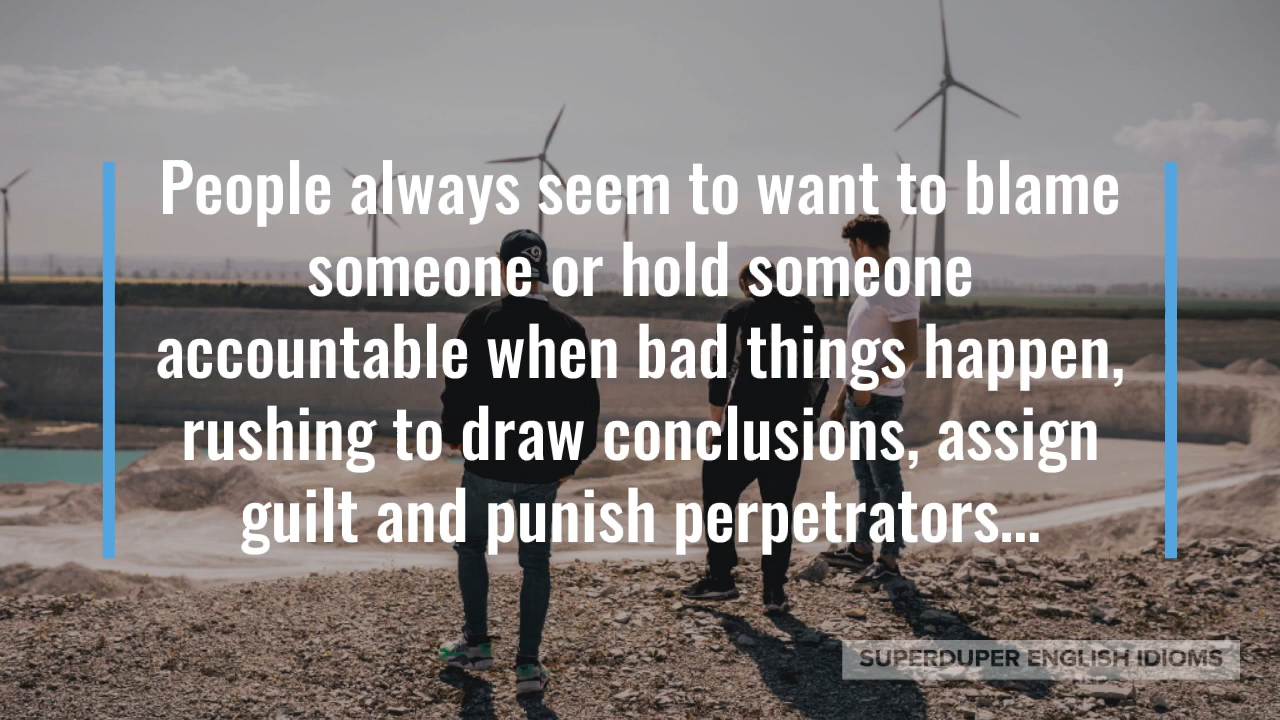 People always seem to want to blame
someone or hold someone
accountable when bad things happen,
rushing to draw conclusions, assign
guilt and punish perpetrators...
SUPERDUPER ENGLISH IDIOMS